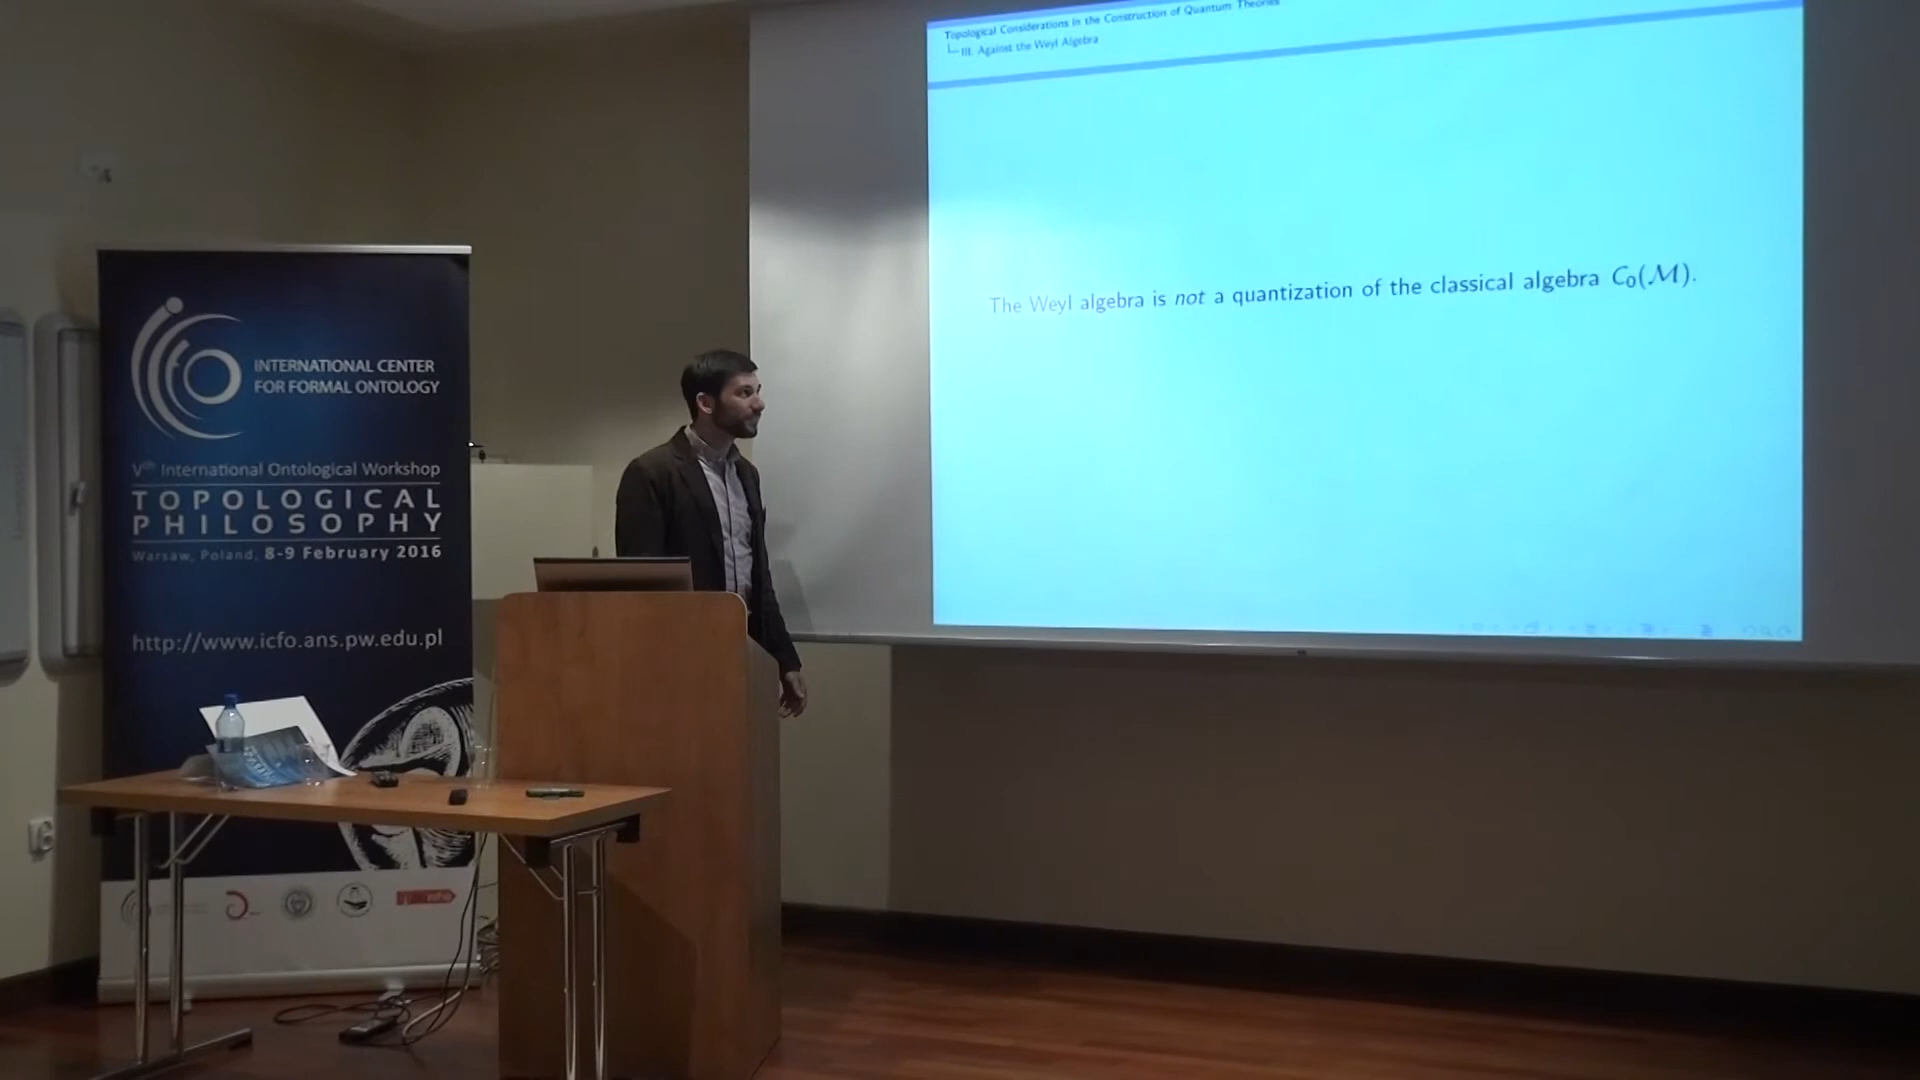 Topological Considerations in the Construction of Quantum Theories
III. Against the Weyl Algebra
The Weyl algebra is not a quantization of the classical algebra C₀(ℳ).
INTERNATIONAL CENTER
FOR FORMAL ONTOLOGY
Vth International Ontological Workshop
TOPOLOGICAL
PHILOSOPHY
Warsaw, Poland, 8-9 February 2016
http://www.icfo.ans.pw.edu.pl